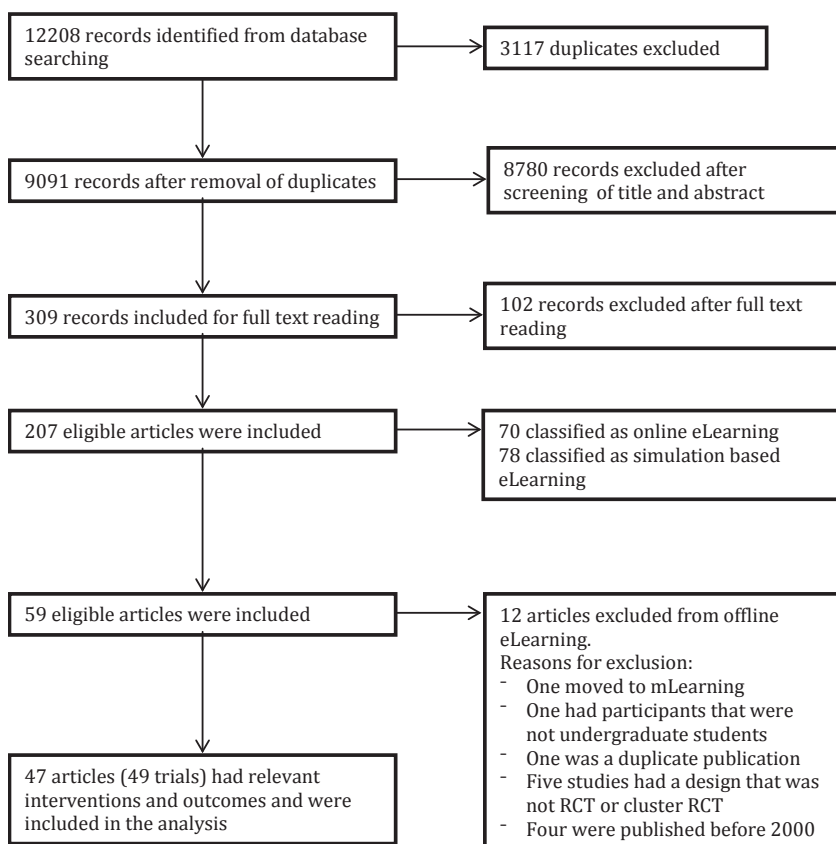 12208 records identified from database
searching
3117 duplicates excluded
9091 records after removal of duplicates
8780 records excluded after
screening of title and abstract
309 records included for full text reading
102 records excluded after full text
reading
207 eligible articles were included
70 classified as online eLearning
78 classified as simulation based
eLearning
59 eligible articles were included
12 articles excluded from offline
eLearning.
Reasons for exclusion:
- One moved to mLearning
- One had participants that were
not undergraduate students
- One was a duplicate publication
- Five studies had a design that was
not RCT or cluster RCT
- Four were published before 2000
47 articles (49 trials) had relevant
interventions and outcomes and were
included in the analysis